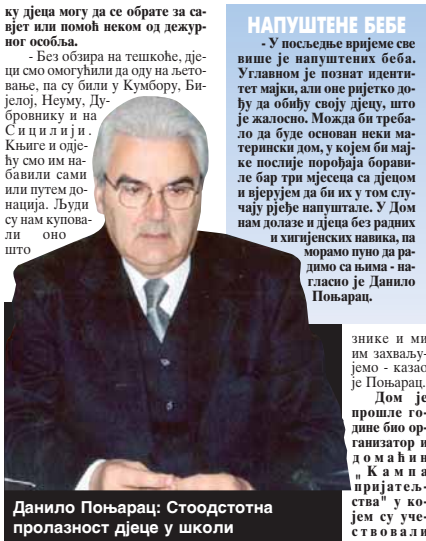 ку дјеца могу да се обрате за са-
вјет или помоћ неком од дежур-
ног особља.
- Без обзира на тешкоће, дје-
ци смо омогућили да оду на љето-
вање, па су били у Кумбору, Би-
јелој, Неуму, Ду-
бровнику и на
Сицилији.
Књиге и одје-
ћу смо им на-
бавили сами
или путем до-
нација. Људи
су нам купова-
ли оно
што
НАПУШТЕНЕ БЕБЕ
- У посљедње вријеме све
више је напуштених беба.
Углавном је познат иденти-
тет мајки, али оне ријетко до-
ђу да обиђу своју дјецу, што
је жалосно. Можда би треба-
ло да буде основан неки ма-
терински дом, у којем би мај-
ке послије порођаја борави-
ле бар три мјесеца са дјецом
и вјерујем да би их у том слу-
чају рјеђе напуштале. У Дом
нам долазе и дјеца без радних
и хигијенских навика, па
морамо пуно да ра-
димо са њима - на-
гласио је Данило
Поњарац.
знике и ми
им захваљу-
јемо - казао
је Поњарац.
Дом је
прошле го-
дине био ор-
ганизатор и
домаћин
"Кампа
пријатељ-
ства" у ко-
јем су уче-
ствовали
Данило Поњарац: Стоодстотна
пролазност дјеце у школи